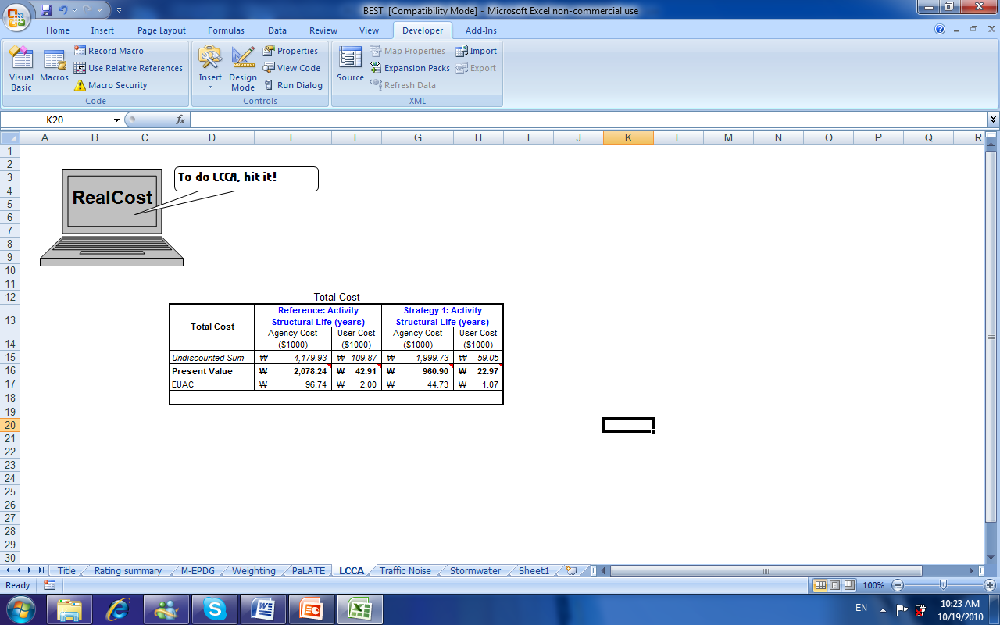 BEST  [Compatibility Mode] - Microsoft Excel non-commercial use
Home Insert Page Layout Formulas Data Review View Developer Add-Ins
Visual Basic
Macros
Record Macro
Use Relative References
Macro Security
Code
Insert
Design Mode
Properties
View Code
Run Dialog
Controls
Source
Map Properties
Expansion Packs
Refresh Data
Import
Export
XML
K20 fx
A B C D E F G H I J K L M N O P Q R
1
2
3
4
5
6
7
8
9
10
11
12
13
14
15
16
17
18
19
20
21
22
23
24
25
26
27
28
29
30
To do LCCA, hit it!
RealCost
Total Cost
Total Cost
Reference: Activity
Structural Life (years)
Strategy 1: Activity
Structural Life (years)
Agency Cost ($1000) User Cost ($1000) Agency Cost ($1000) User Cost ($1000)
Undiscounted Sum ₩ 4,179.93 ₩ 109.87 ₩ 1,999.73 ₩ 59.05
Present Value ₩ 2,078.24 ₩ 42.91 ₩ 960.90 ₩ 22.97
EUAC ₩ 96.74 ₩ 2.00 ₩ 44.73 ₩ 1.07
Title Rating summary M-EPDG Weighting PaLATE LCCA Traffic Noise Stormwater Sheet1
Ready 100%
EN 10:23 AM
10/19/2010